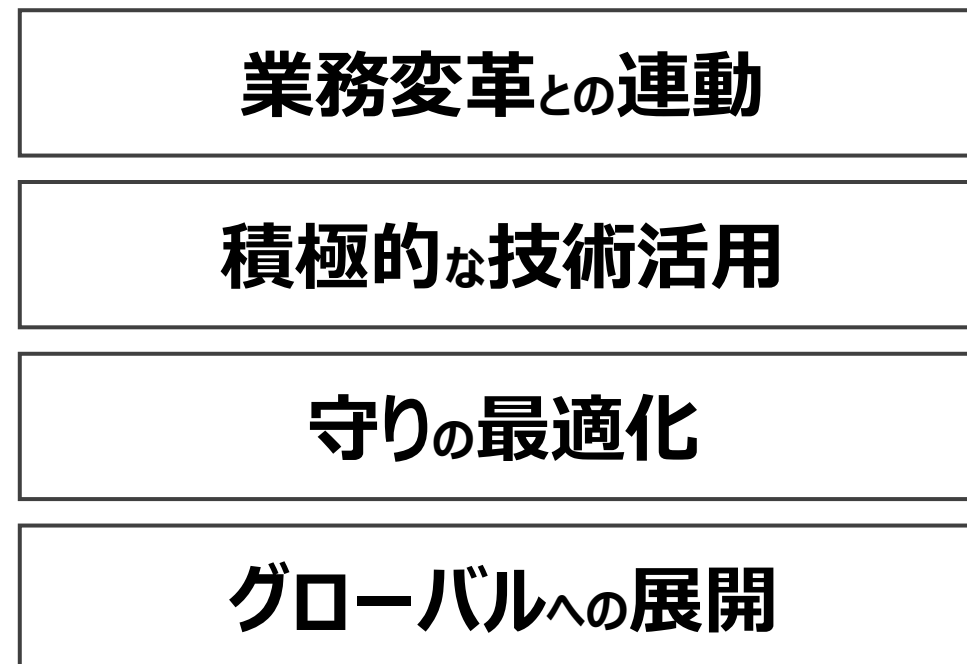 業務変革との連動
積極的な技術活用
守りの最適化
グローバルへの展開